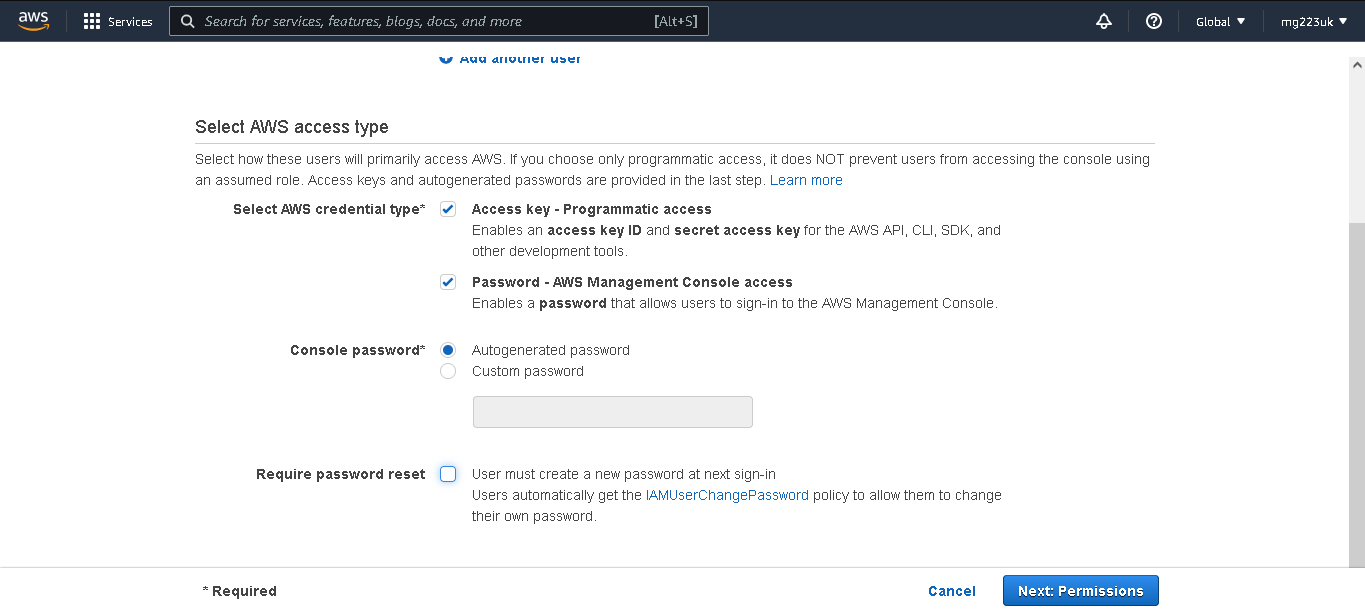 aws
Services
Search for services, features, blogs, docs, and more
[Alt+S]
Global
mg223uk
Add another user
Select AWS access type
Select how these users will primarily access AWS. If you choose only programmatic access, it does NOT prevent users from accessing the console using
an assumed role. Access keys and autogenerated passwords are provided in the last step. Learn more
Select AWS credential type*
Access key - Programmatic access
Enables an access key ID and secret access key for the AWS API, CLI, SDK, and
other development tools.
Password - AWS Management Console access
Enables a password that allows users to sign-in to the AWS Management Console.
Console password*
Autogenerated password
Custom password
Require password reset
User must create a new password at next sign-in
Users automatically get the IAMUserChangePassword policy to allow them to change
their own password.
* Required
Cancel
Next: Permissions